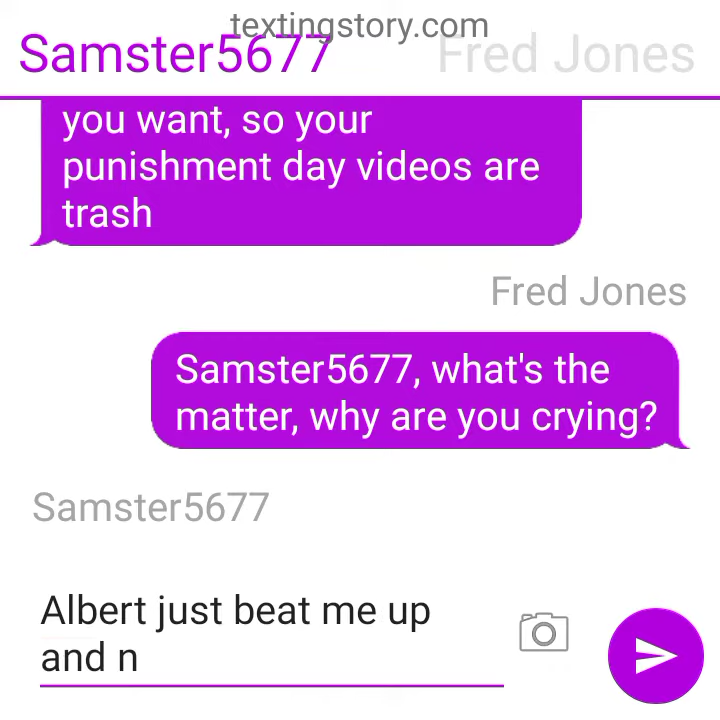 textingstory.com
Samster5677 Fred Jones
you want, so your
punishment day videos are
trash
Fred Jones
Samster5677, what's the
matter, why are you crying?
Samster5677
Albert just beat me up
and n